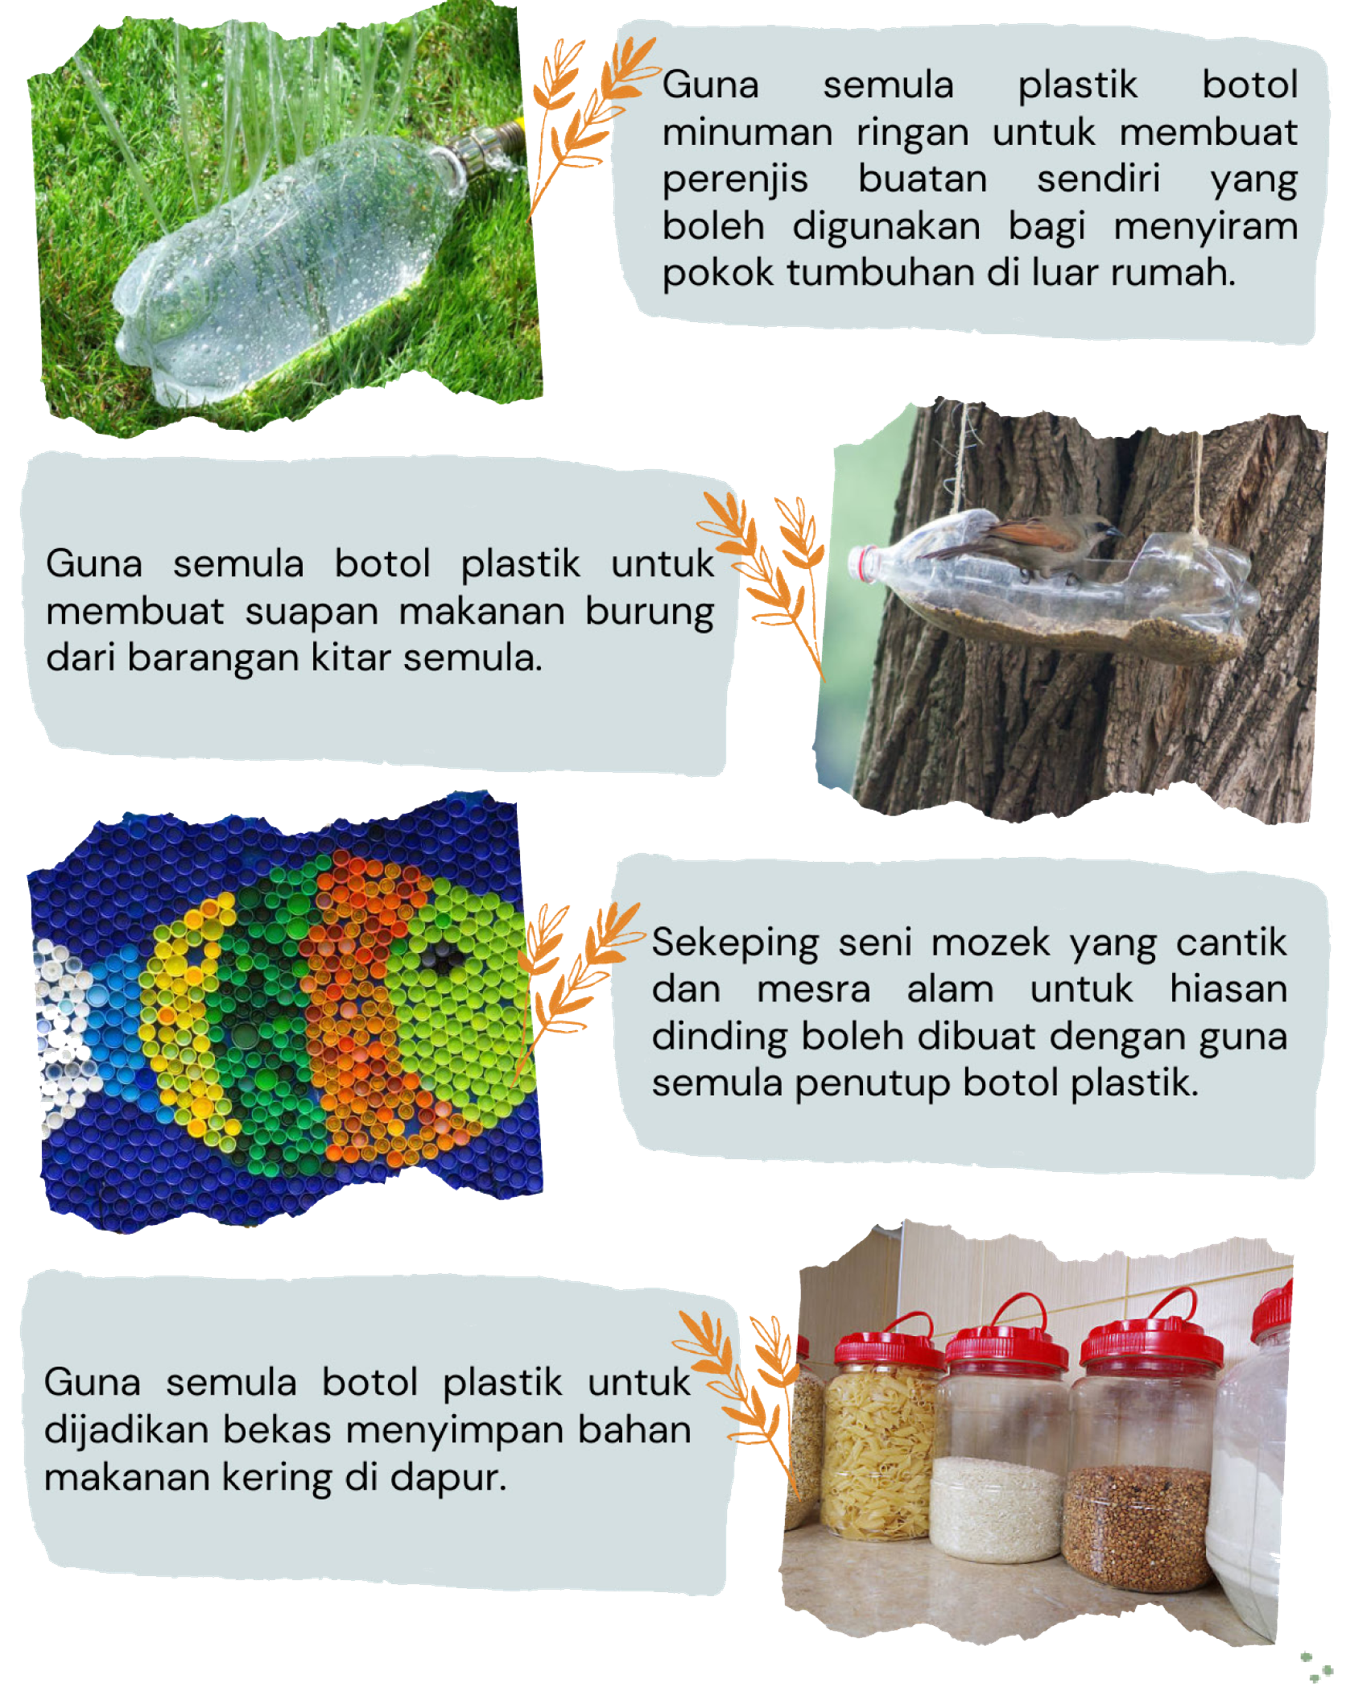 Guna semula plastik botol
minuman ringan untuk membuat
perenjis buatan sendiri yang
boleh digunakan bagi menyiram
pokok tumbuhan di luar rumah.
Guna semula botol plastik untuk
membuat suapan makanan burung
dari barangan kitar semula.
Sekeping seni mozek yang cantik
dan mesra alam untuk hiasan
dinding boleh dibuat dengan guna
semula penutup botol plastik.
Guna semula botol plastik untuk
dijadikan bekas menyimpan bahan
makanan kering di dapur.